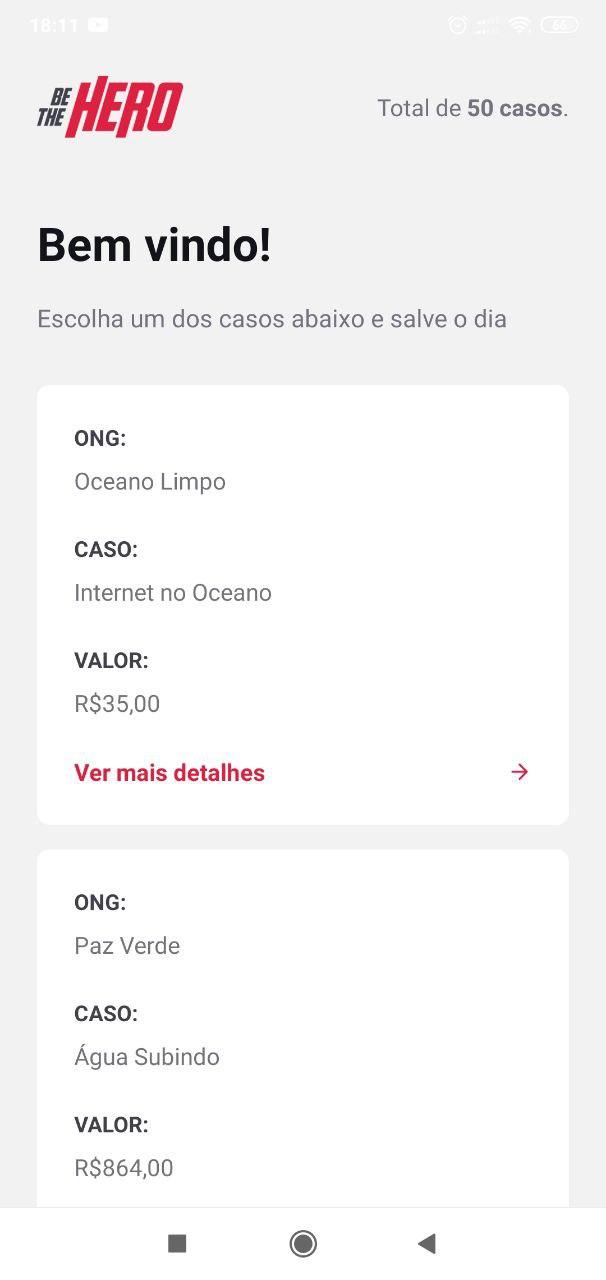 18:11
66
BE THE HERO
Total de 50 casos.
Bem vindo!
Escolha um dos casos abaixo e salve o dia
ONG:
Oceano Limpo
CASO:
Internet no Oceano
VALOR:
R$35,00
Ver mais detalhes →
ONG:
Paz Verde
CASO:
Água Subindo
VALOR:
R$864,00